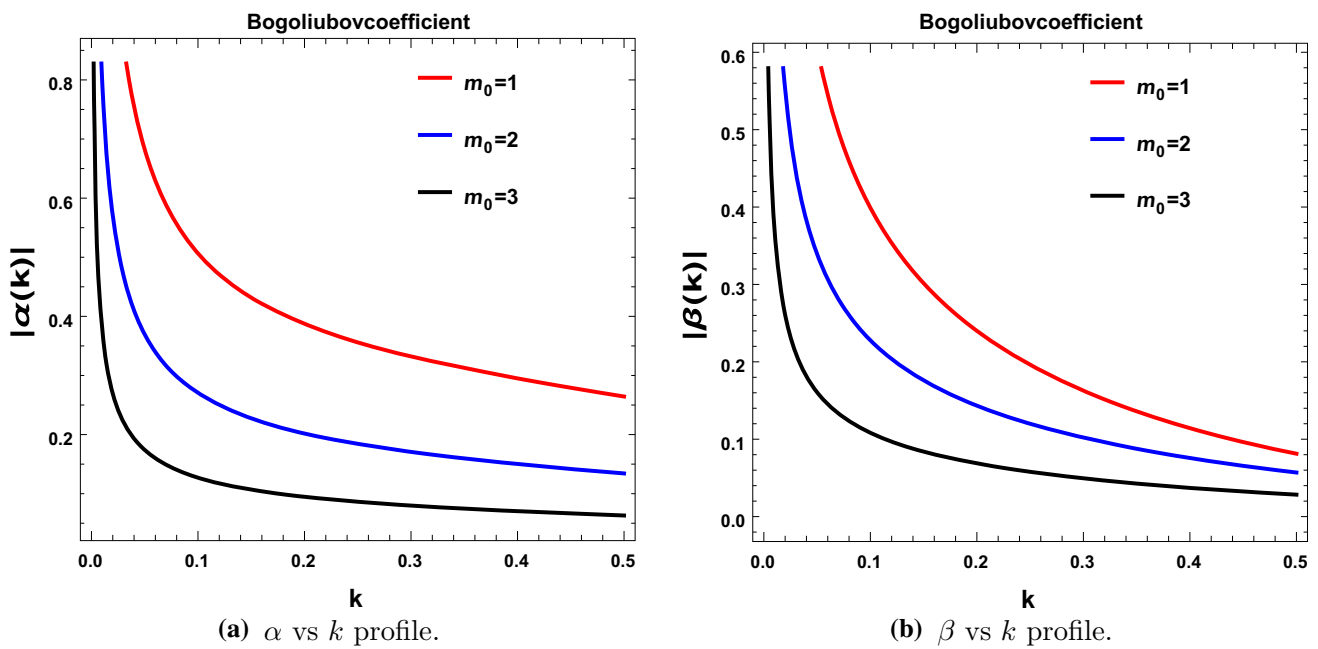 Bogoliubovcoefficient
|α(k)|
0.8
0.6
0.4
0.2
m0=1
m0=2
m0=3
0.0 0.1 0.2 0.3 0.4 0.5
k
(a) α vs k profile.
Bogoliubovcoefficient
|β(k)|
0.6
0.5
0.4
0.3
0.2
0.1
0.0
m0=1
m0=2
m0=3
0.0 0.1 0.2 0.3 0.4 0.5
k
(b) β vs k profile.